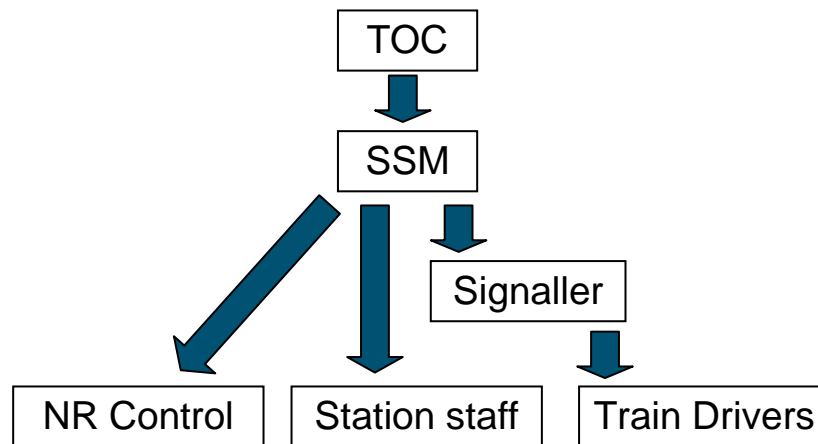 TOC
SSM
Signaller
NR Control
Station staff
Train Drivers